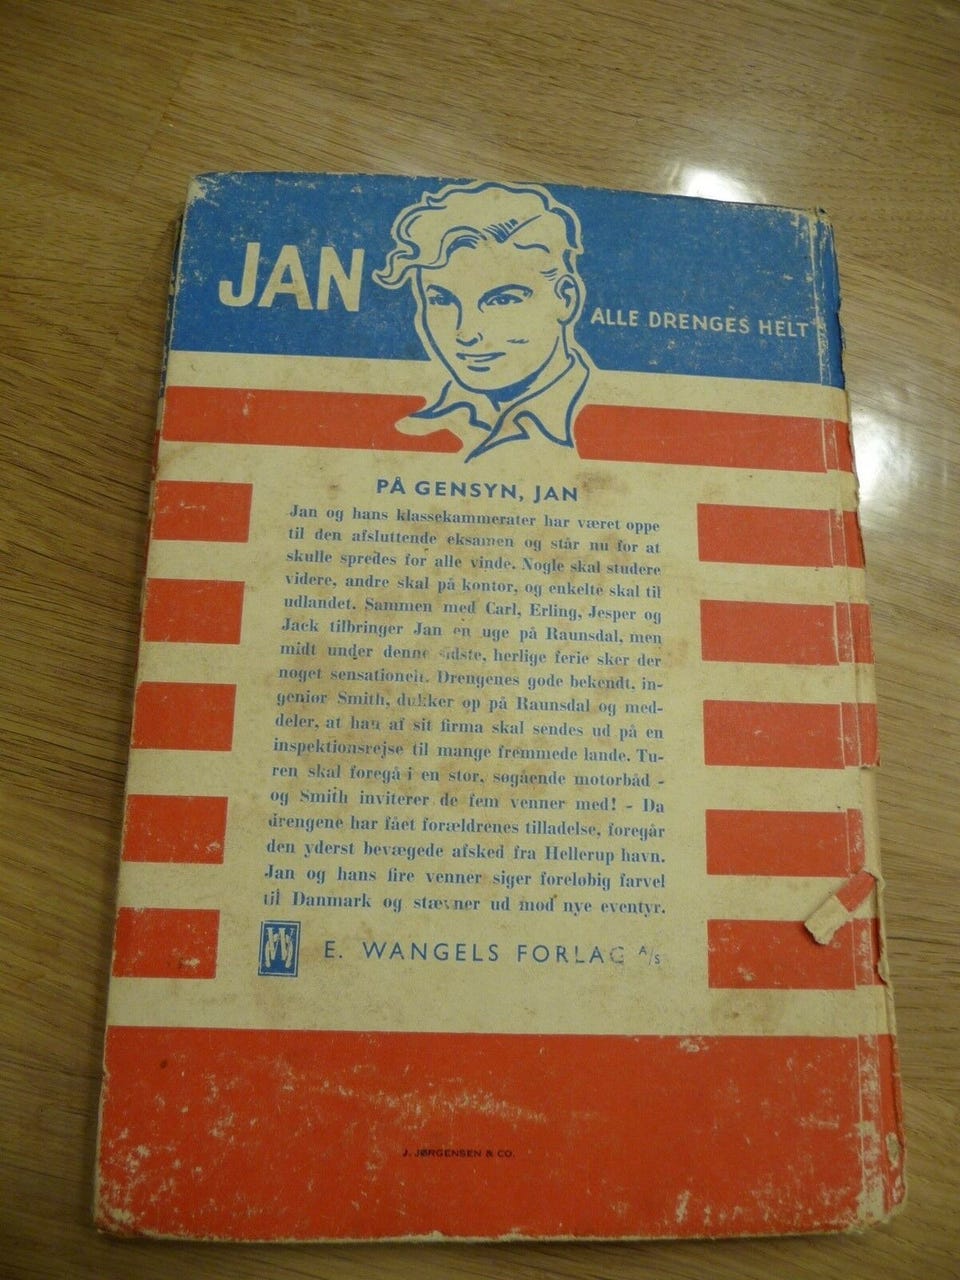 JAN
ALLE DRENGES HELT
PÅ GENSYN, JAN
Jan og hans klassekammerater har været oppe
til den afsluttende eksamen og står nu for at
skulle spredes for alle vinde. Nogle skal studere
videre, andre skal på kontor, og enkelte skal til
udlandet. Sammen med Carl, Erling, Jesper og
Jack tilbringer Jan en uge på Raunsdal, men
midt under denne sidste, herlige ferie sker der
noget sensationelt. Drengenes gode bekendt, in-
geniør Smith, dukker op på Raunsdal og med-
deler, at han af sit firma skal sendes ud på en
inspektionsrejse til mange fremmede lande. Tu-
ren skal foregå i en stor, søgående motorbåd -
og Smith inviterer de fem venner med! - Da
drengene har fået forældrenes tilladelse, foregår
den yderst bevægede afsked fra Hellerup havn.
Jan og hans fire venner siger foreløbig farvel
til Danmark og stævner ud mod nye eventyr.
E. WANGELS FORLAG A/S
J. JØRGENSEN & CO.